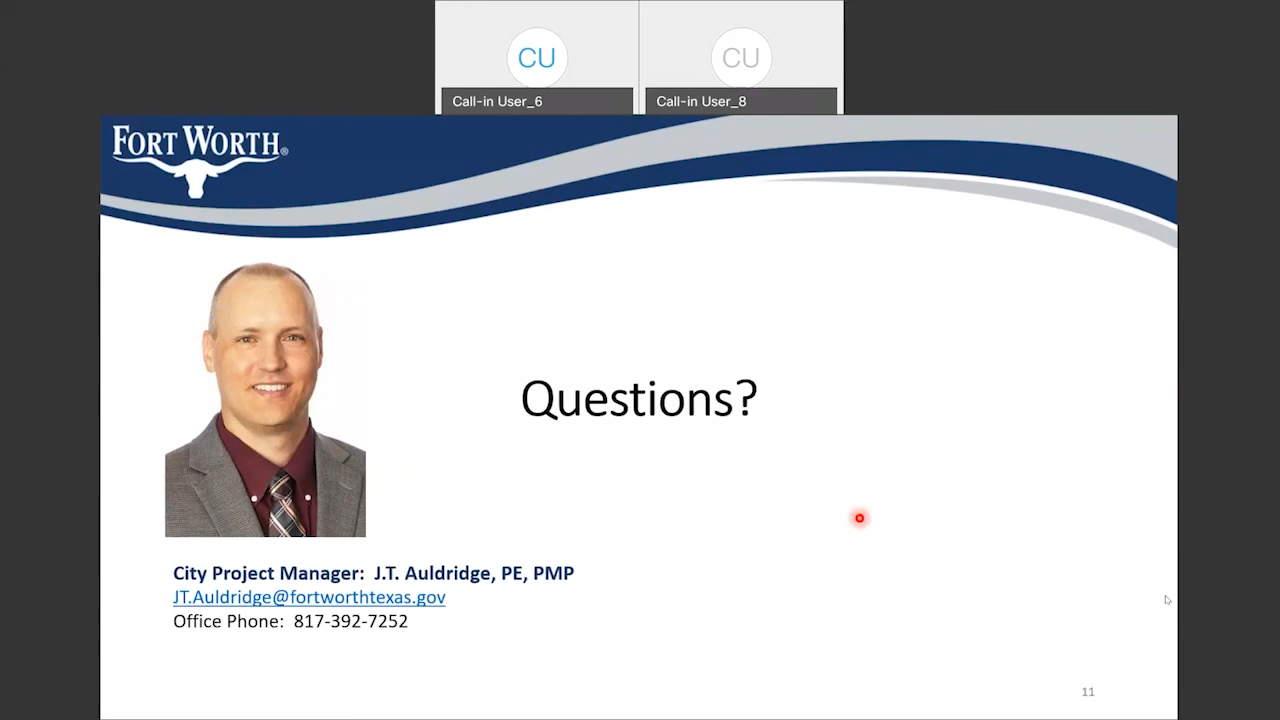 CU
CU
Call-in User_6
Call-in User_8
FORT WORTH®
Questions?
City Project Manager: J.T. Auldridge, PE, PMP
JT.Auldridge@fortworthtexas.gov
Office Phone: 817-392-7252
11